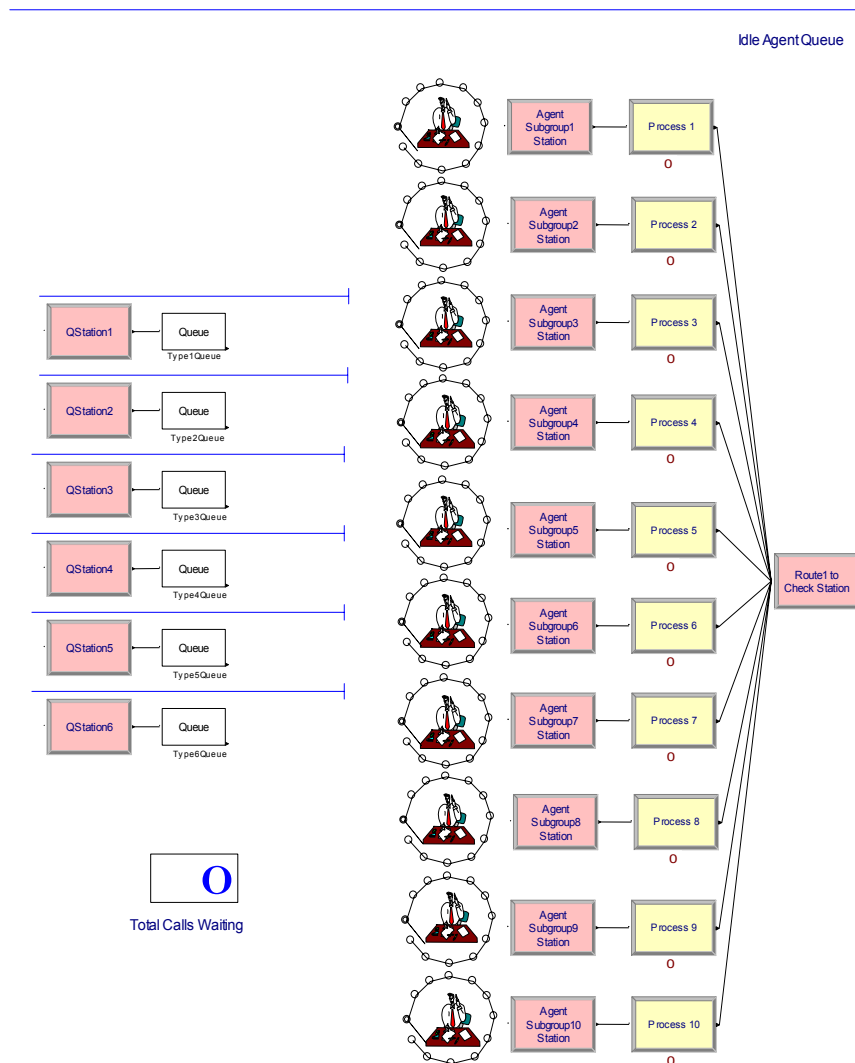 Idle Agent Queue
Agent
Subgroup1
Station
Process 1
0
Agent
Subgroup2
Station
Process 2
0
Agent
Subgroup3
Station
Process 3
0
QStation1
Queue
Type1Queue
Agent
Subgroup4
Station
Process 4
0
QStation2
Queue
Type2Queue
Agent
Subgroup5
Station
Process 5
0
QStation3
Queue
Type3Queue
Route1 to
Check Station
QStation4
Queue
Type4Queue
Agent
Subgroup6
Station
Process 6
0
QStation5
Queue
Type5Queue
Agent
Subgroup7
Station
Process 7
0
QStation6
Queue
Type6Queue
Agent
Subgroup8
Station
Process 8
0
0
Total Calls Waiting
Agent
Subgroup9
Station
Process 9
0
Agent
Subgroup10
Station
Process 10
0